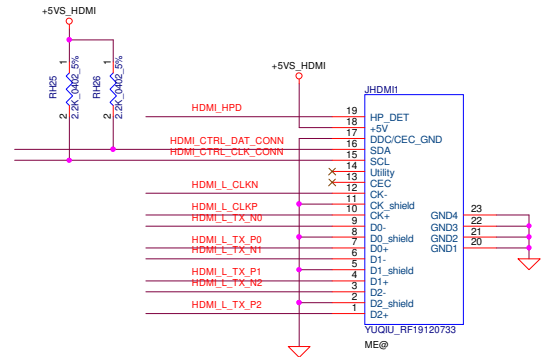 +5VS_HDMI
1
1
RH25
2.2K_0402_5%
RH26
2.2K_0402_5%
2
2
+5VS_HDMI
JHDMI1
HDMI_HPD
19
HP_DET
18
+5V
17
DDC/CEC_GND
HDMI_CTRL_DAT_CONN
16
SDA
HDMI_CTRL_CLK_CONN
15
SCL
14
Utility
13
CEC
HDMI_L_CLKN
12
CK-
11
CK_shield
HDMI_L_CLKP
10
CK+
GND4
23
HDMI_L_TX_N0
9
D0-
GND3
22
8
D0_shield
GND2
21
HDMI_L_TX_P0
7
D0+
GND1
20
HDMI_L_TX_N1
6
D1-
5
D1_shield
HDMI_L_TX_P1
4
D1+
HDMI_L_TX_N2
3
D2-
2
D2_shield
HDMI_L_TX_P2
1
D2+
YUQIU_RF19120733
ME@